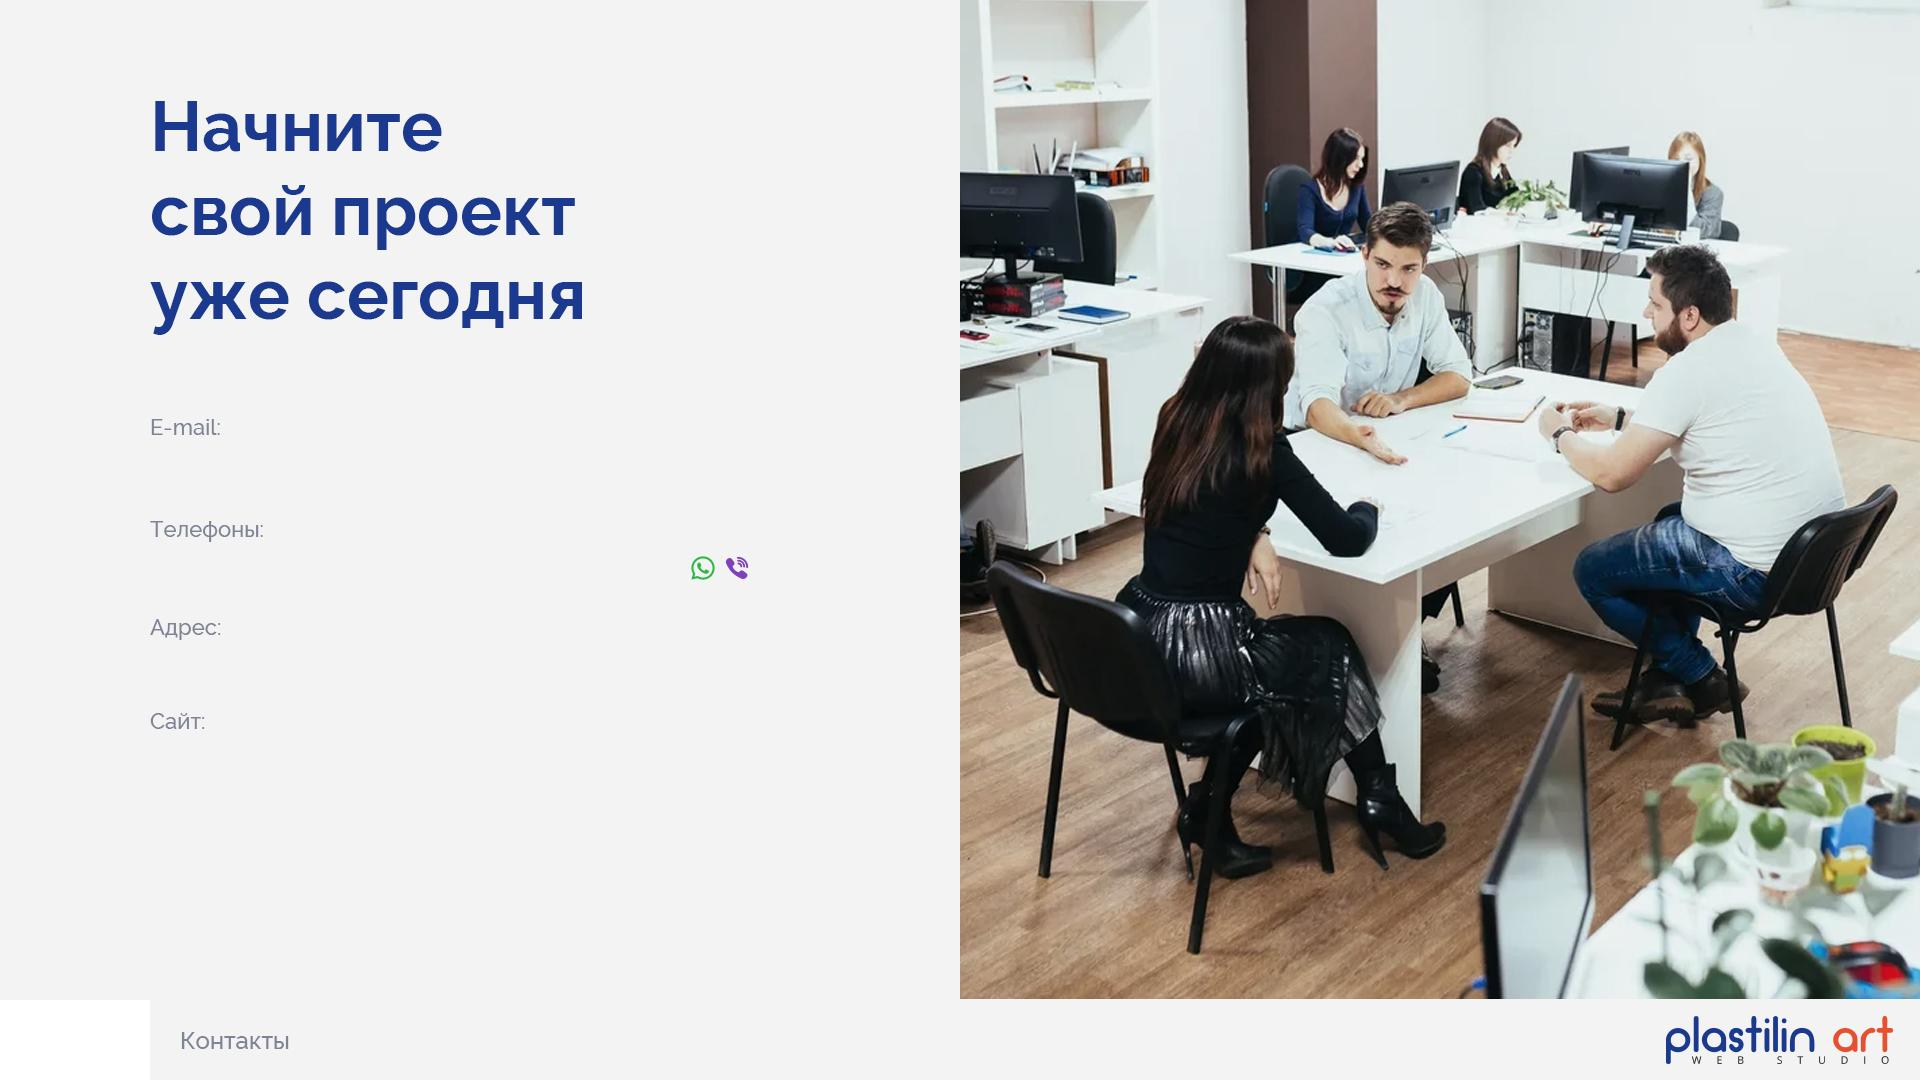 Начните
свой проект
уже сегодня
E-mail:
Телефоны:
Адрес:
Сайт:
Контакты
plastilin art
WEB STUDIO